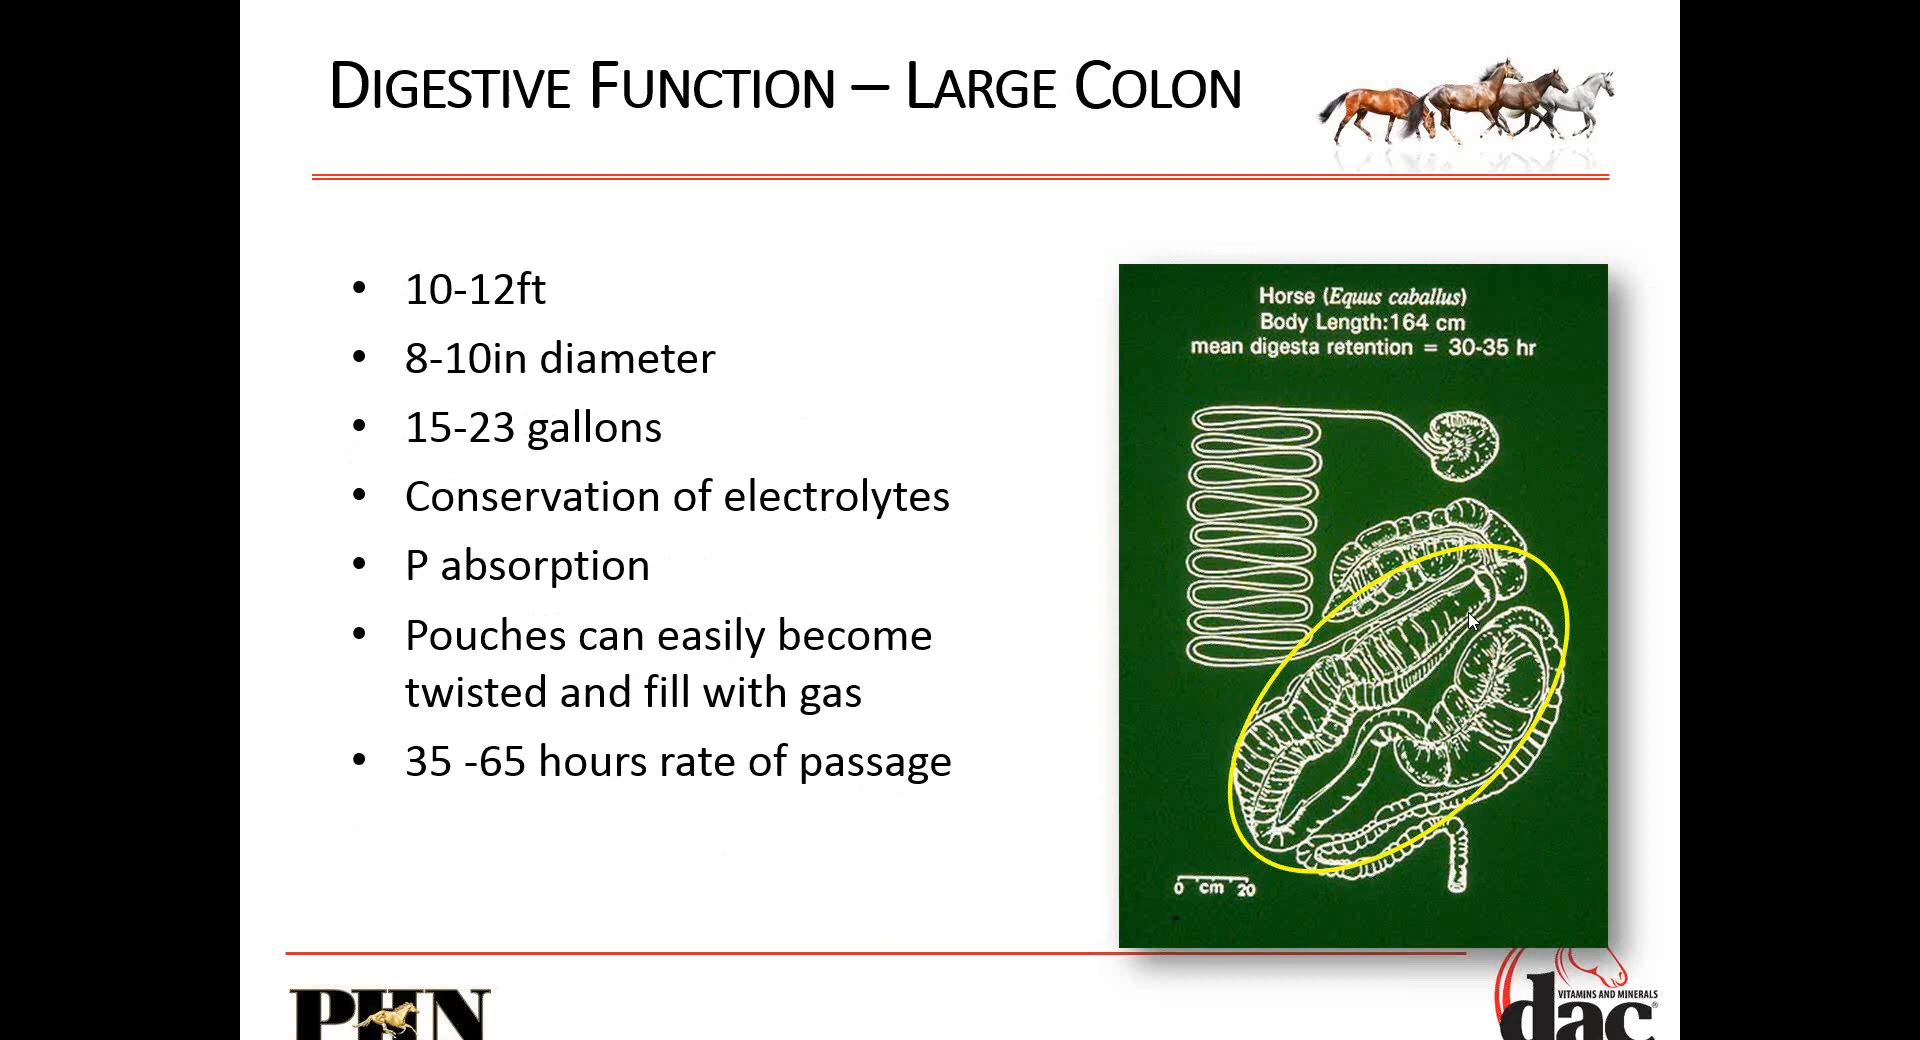 DIGESTIVE FUNCTION – LARGE COLON
• 10-12ft
• 8-10in diameter
• 15-23 gallons
• Conservation of electrolytes
• P absorption
• Pouches can easily become
twisted and fill with gas
• 35 -65 hours rate of passage
Horse (Equus caballus)
Body Length:164 cm
mean digesta retention = 30-35 hr
0 cm 20
PHN
VITAMINS AND MINERALS
dac®